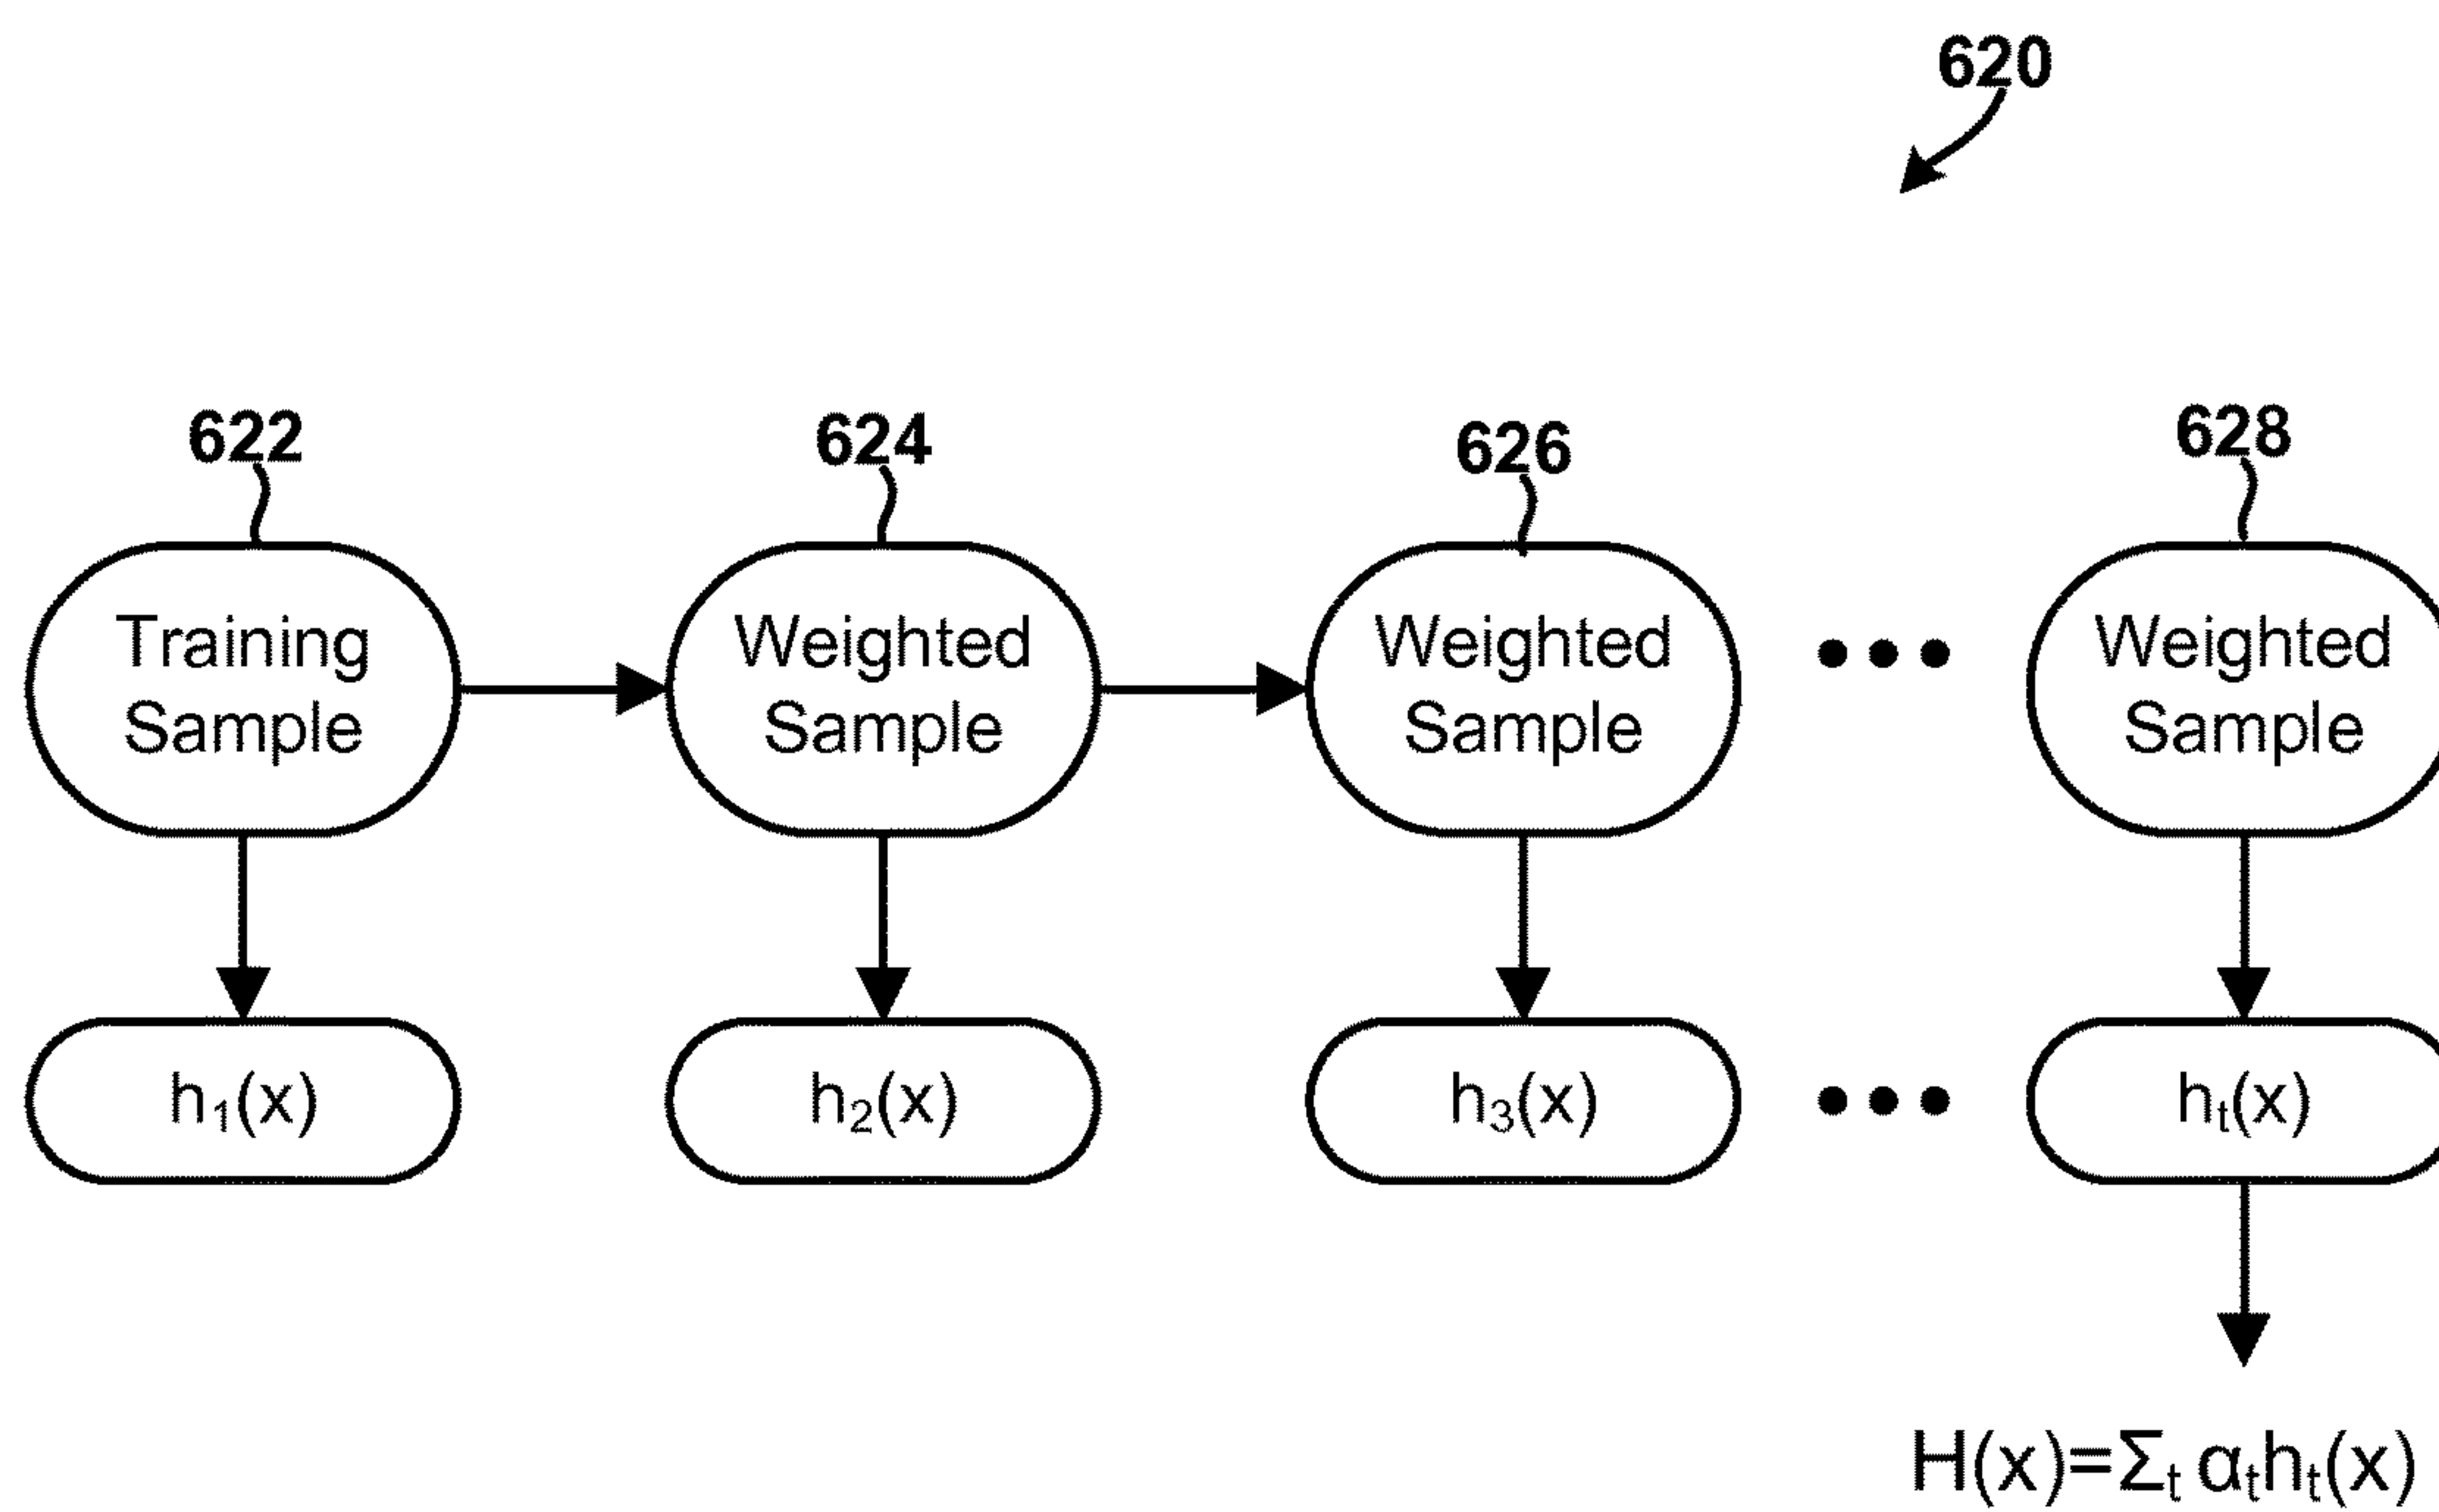 620
622
624
626
628
Training
Sample
Weighted
Sample
Weighted
Sample
Weighted
Sample
h₁(x)
h₂(x)
h₃(x)
hₜ(x)
H(x)=Σₜ αₜhₜ(x)